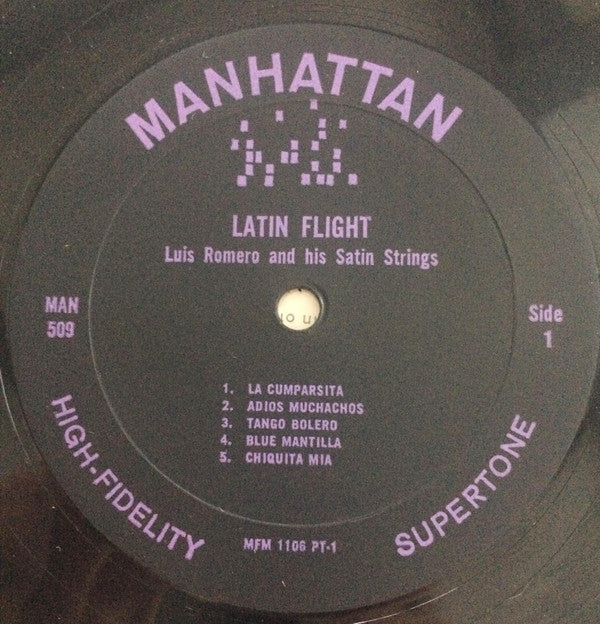 MANHATTAN
LATIN FLIGHT
Luis Romero and his Satin Strings
MAN
509
Side
1
1. LA CUMPARSITA
2. ADIOS MUCHACHOS
3. TANGO BOLERO
4. BLUE MANTILLA
5. CHIQUITA MIA
HIGH-FIDELITY
MFM 1106 PT-1
SUPERTONE